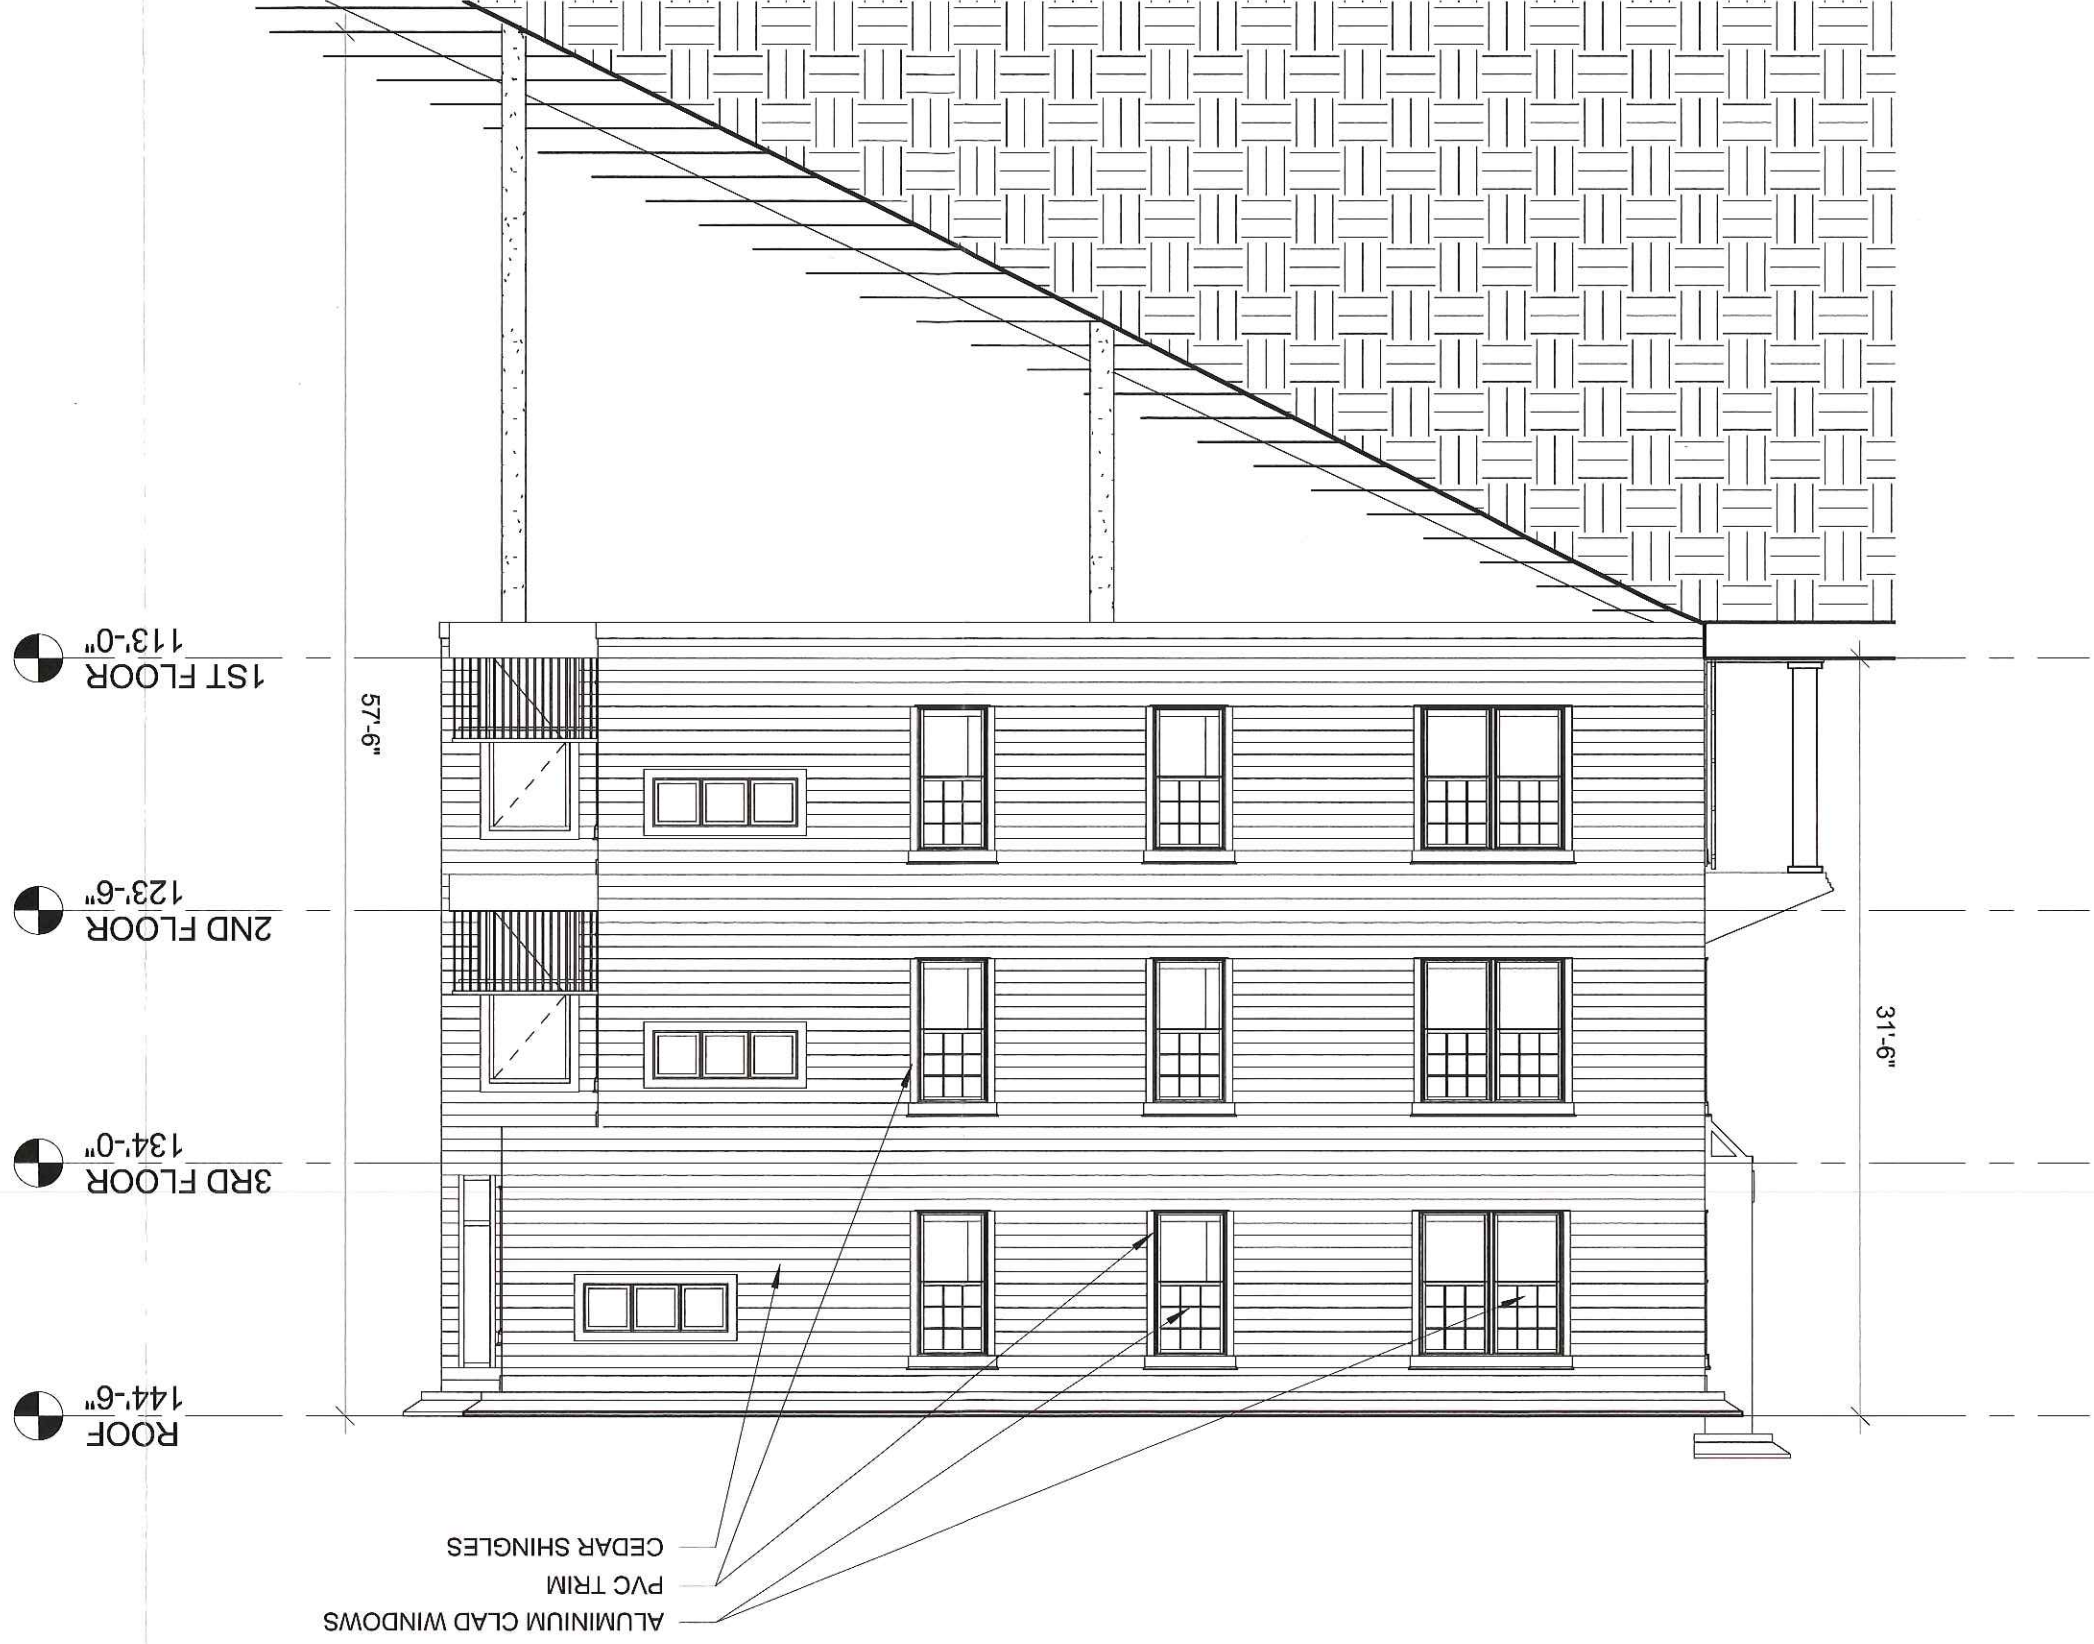 ALUMINIUM CLAD WINDOWS
PVC TRIM
CEDAR SHINGLES
ROOF
144'-6"
3RD FLOOR
134'-0"
2ND FLOOR
123'-6"
1ST FLOOR
113'-0"
31'-6"
57'-6"